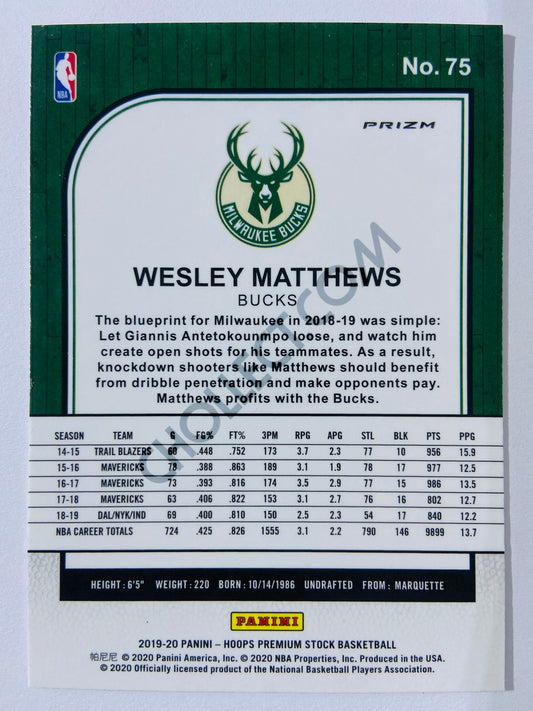 No. 75
NBA
PRIZM
MILWAUKEE BUCKS
WESLEY MATTHEWS
BUCKS
The blueprint for Milwaukee in 2018-19 was simple:
Let Giannis Antetokounmpo loose, and watch him
create open shots for his teammates. As a result,
knockdown shooters like Matthews should benefit
from dribble penetration and make opponents pay.
Matthews profits with the Bucks.
CHOLLECT.COM
SEASON TEAM G FG% FT% 3PM RPG APG STL BLK PTS PPG
14-15 TRAIL BLAZERS 60 .448 .752 173 3.7 2.3 77 10 956 15.9
15-16 MAVERICKS 78 .388 .863 189 3.1 1.9 78 17 977 12.5
16-17 MAVERICKS 73 .393 .816 174 3.5 2.9 77 15 986 13.5
17-18 MAVERICKS 63 .406 .822 153 3.1 2.7 76 16 802 12.7
18-19 DAL/NYK/IND 69 .400 .810 150 2.5 2.3 54 17 840 12.2
NBA CAREER TOTALS 724 .425 .826 1555 3.1 2.2 790 146 9899 13.7
HEIGHT: 6'5" WEIGHT: 220 BORN: 10/14/1986 UNDRAFTED FROM: MARQUETTE
PANINI
2019-20 PANINI – HOOPS PREMIUM STOCK BASKETBALL
帕尼尼 © 2020 Panini America, Inc. © 2020 NBA Properties, Inc. Produced in the USA.
© 2020 Officially licensed product of the National Basketball Players Association.